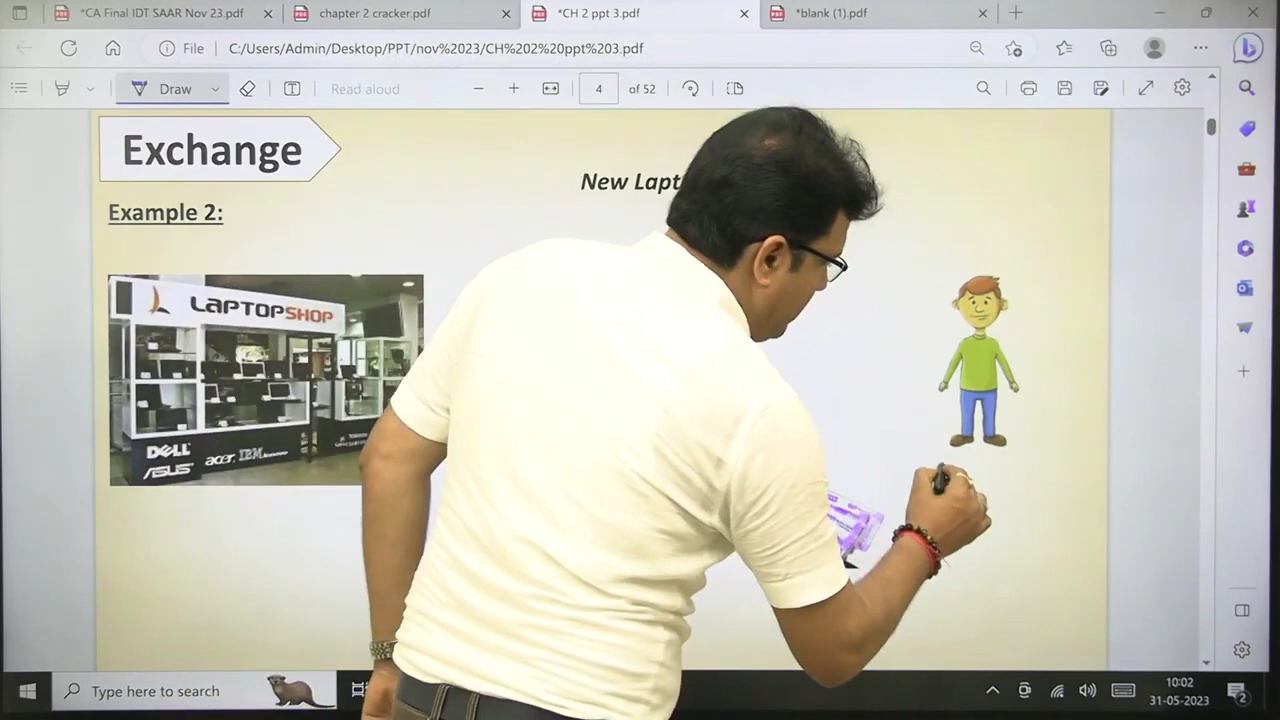 *CA Final IDT SAAR Nov 23.pdf
chapter 2 cracker.pdf
*CH 2 ppt 3.pdf
*blank (1).pdf
File
C:/Users/Admin/Desktop/PPT/nov%2023/CH%202%20ppt%203.pdf
Draw
Read aloud
4 of 52
Exchange
New Lapt
Example 2:
LAPTOPSHOP
DELL
acer IBM lenovo
ASUS
Type here to search
10:02
31-05-2023
2